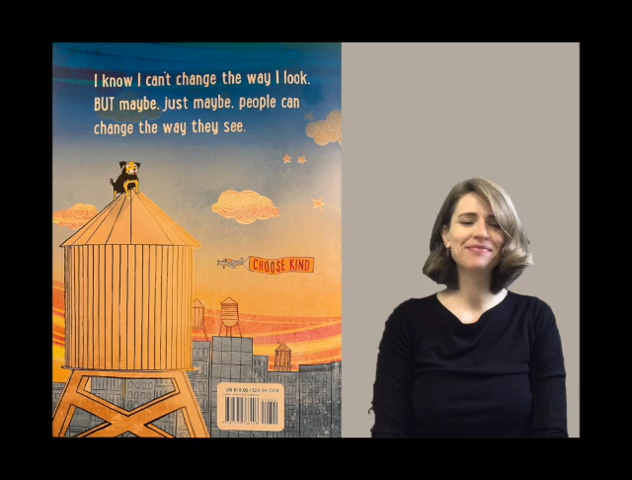 I know I can't change the way I look.
BUT maybe, just maybe, people can
change the way they see.
CHOOSE KIND